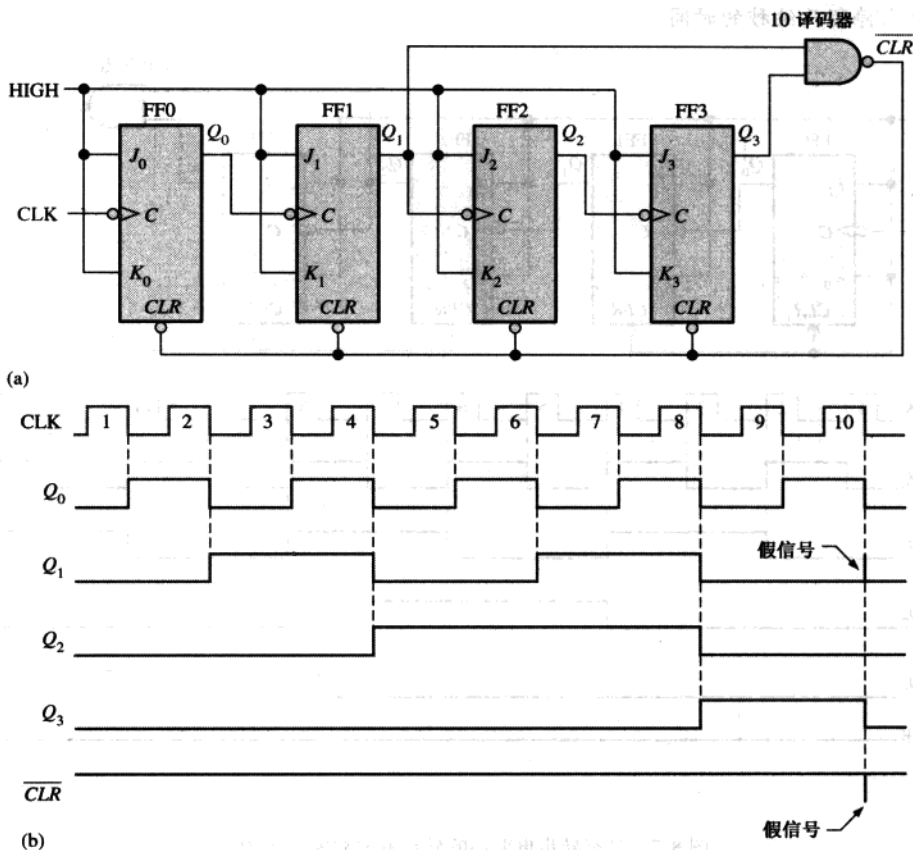 10 译码器
CLR
HIGH
FF0
FF1
FF2
FF3
Q0
Q1
Q2
Q3
J0
J1
J2
J3
CLK
C
C
C
C
K0
K1
K2
K3
CLR
CLR
CLR
CLR
(a)
CLK
1 2 3 4 5 6 7 8 9 10
Q0
假信号
Q1
Q2
Q3
CLR
假信号
(b)